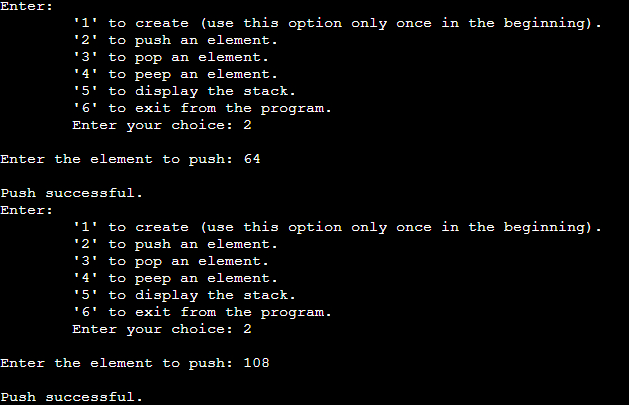 Enter:
'1' to create (use this option only once in the beginning).
'2' to push an element.
'3' to pop an element.
'4' to peep an element.
'5' to display the stack.
'6' to exit from the program.
Enter your choice: 2
Enter the element to push: 64
Push successful.
Enter:
'1' to create (use this option only once in the beginning).
'2' to push an element.
'3' to pop an element.
'4' to peep an element.
'5' to display the stack.
'6' to exit from the program.
Enter your choice: 2
Enter the element to push: 108
Push successful.